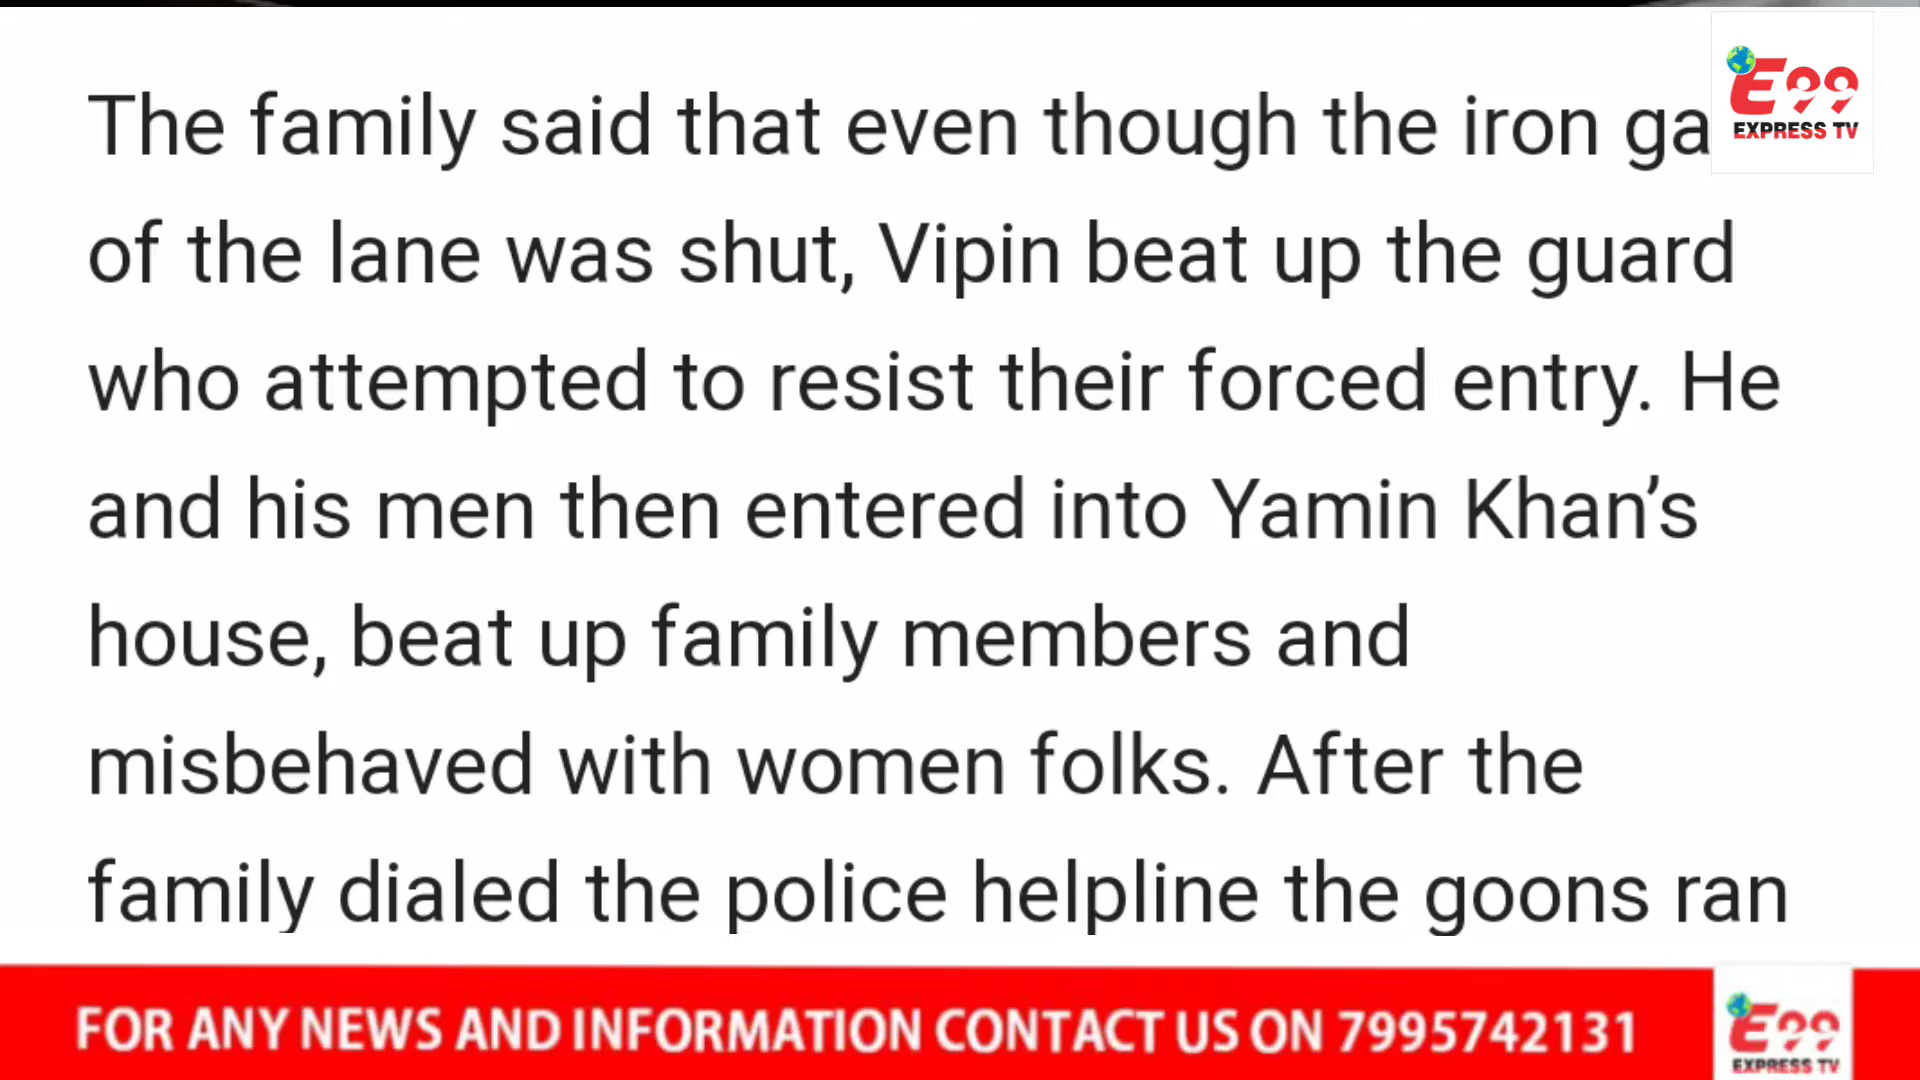 The family said that even though the iron
of the lane was shut, Vipin beat up the guard
who attempted to resist their forced entry. He
and his men then entered into Yamin Khan’s
house, beat up family members and
misbehaved with women folks. After the
family dialed the police helpline the goons ran
E99
EXPRESS TV
FOR ANY NEWS AND INFORMATION CONTACT US ON 7995742131
E99
EXPRESS TV